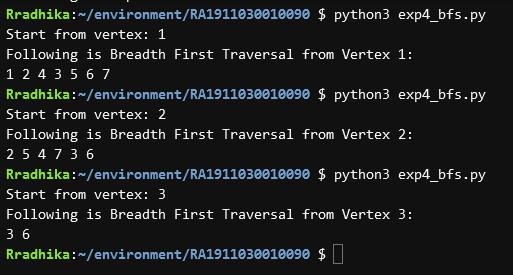 Rradhika:~/environment/RA1911030010090 $ python3 exp4_bfs.py
Start from vertex: 1
Following is Breadth First Traversal from Vertex 1:
1 2 4 3 5 6 7
Rradhika:~/environment/RA1911030010090 $ python3 exp4_bfs.py
Start from vertex: 2
Following is Breadth First Traversal from Vertex 2:
2 5 4 7 3 6
Rradhika:~/environment/RA1911030010090 $ python3 exp4_bfs.py
Start from vertex: 3
Following is Breadth First Traversal from Vertex 3:
3 6
Rradhika:~/environment/RA1911030010090 $